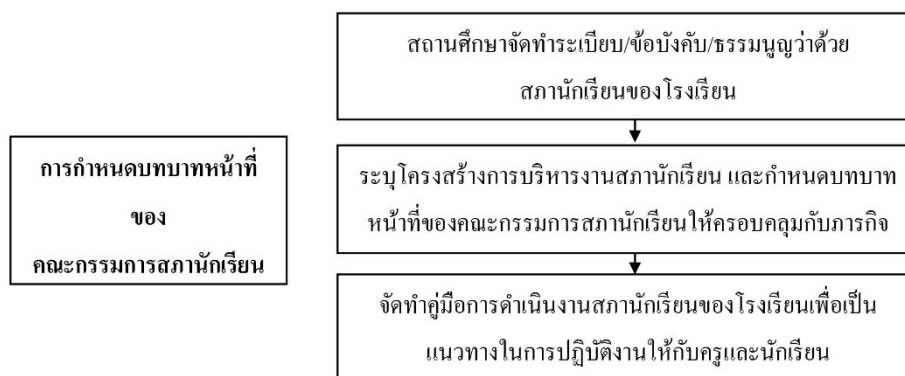 สถานศึกษาจัดทำระเบียบ/ข้อบังคับ/ธรรมนูญว่าด้วย
สภานักเรียนของโรงเรียน
การกำหนดบทบาทหน้าที่
ของ
คณะกรรมการสภานักเรียน
ระบุโครงสร้างการบริหารงานสภานักเรียน และกำหนดบทบาท
หน้าที่ของคณะกรรมการสภานักเรียนให้ครอบคลุมกับภารกิจ
จัดทำคู่มือการดำเนินงานสภานักเรียนของโรงเรียนเพื่อเป็น
แนวทางในการปฏิบัติงานให้กับครูและนักเรียน